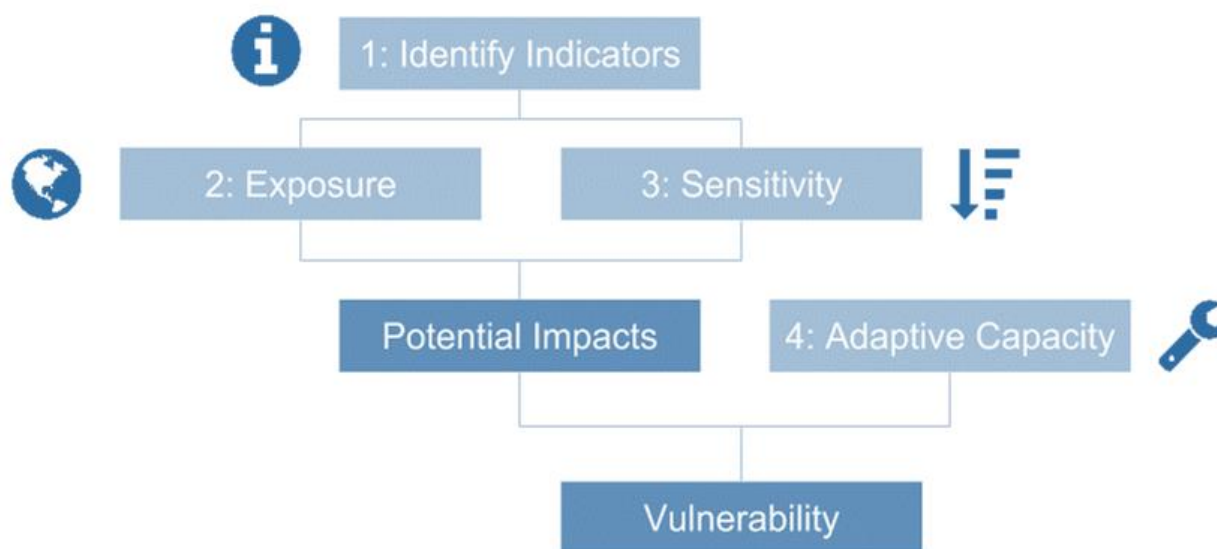 1: Identify Indicators
2: Exposure
3: Sensitivity
Potential Impacts
4: Adaptive Capacity
Vulnerability